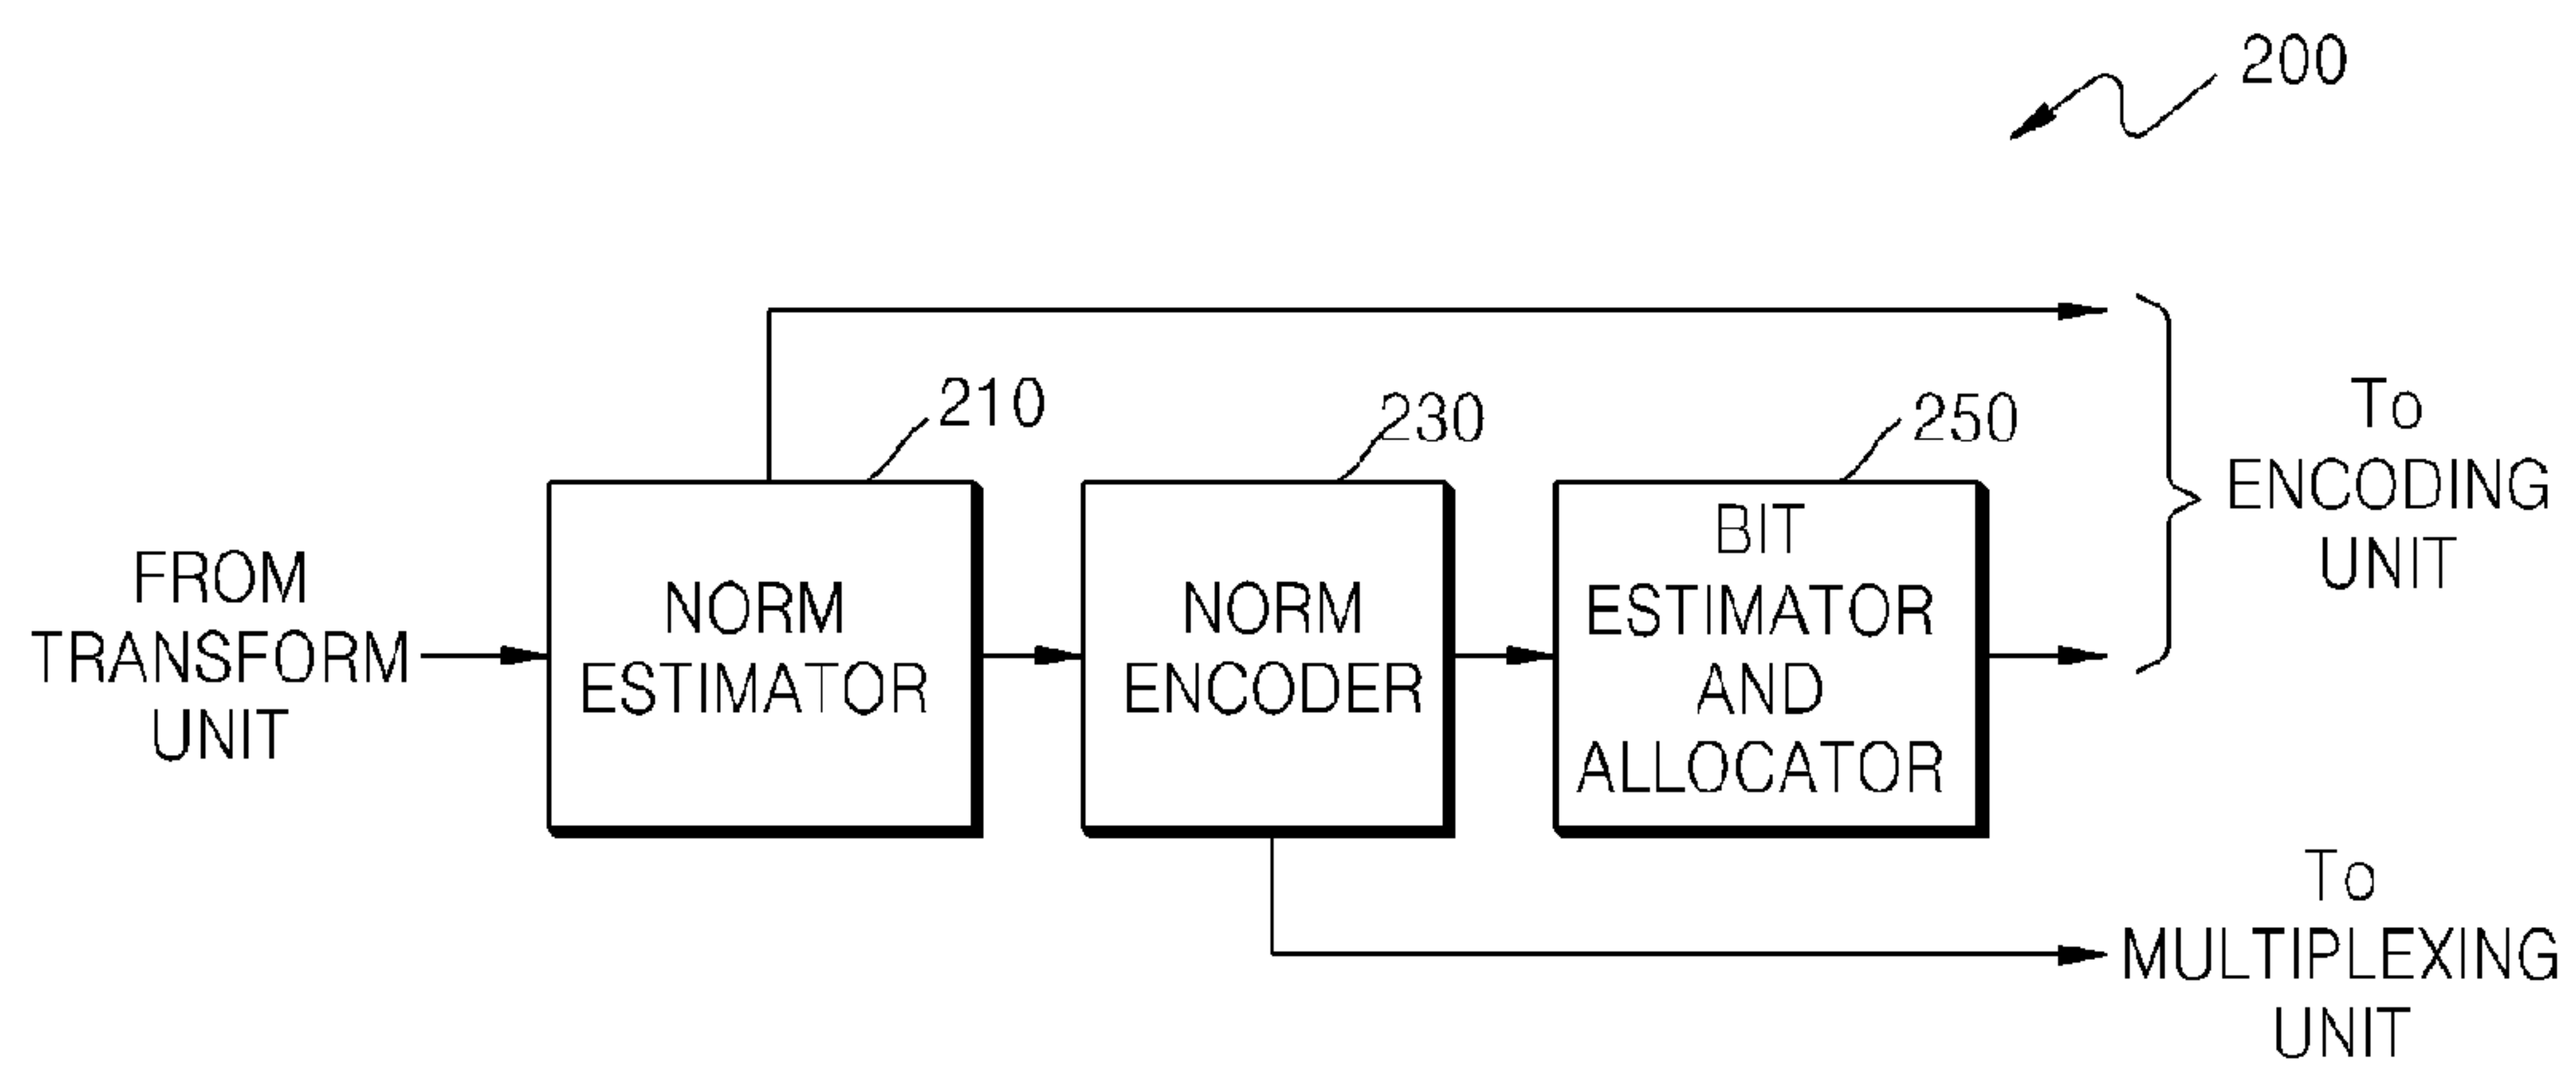 200
210
230
250
FROM
TRANSFORM
UNIT
NORM
ESTIMATOR
NORM
ENCODER
BIT
ESTIMATOR
AND
ALLOCATOR
To
ENCODING
UNIT
To
MULTIPLEXING
UNIT